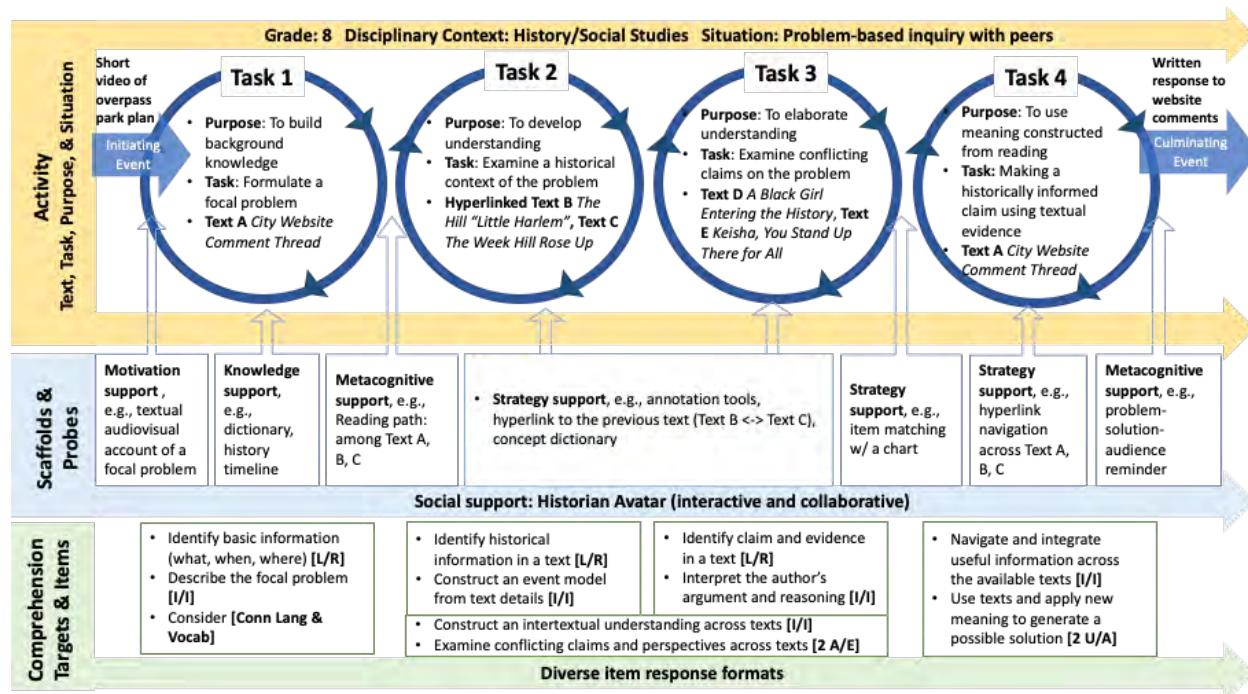 Grade: 8 Disciplinary Context: History/Social Studies Situation: Problem-based inquiry with peers
Activity
Text, Task, Purpose, & Situation
Short
video of
overpass
park plan
Initiating
Event
Task 1
• Purpose: To build
background
knowledge
• Task: Formulate a
focal problem
• Text A City Website
Comment Thread
Task 2
• Purpose: To develop
understanding
• Task: Examine a historical
context of the problem
• Hyperlinked Text B The
Hill “Little Harlem”, Text C
The Week Hill Rose Up
Task 3
• Purpose: To elaborate
understanding
• Task: Examine conflicting
claims on the problem
• Text D A Black Girl
Entering the History, Text
E Keisha, You Stand Up
There for All
Task 4
• Purpose: To use
meaning constructed
from reading
• Task: Making a
historically informed
claim using textual
evidence
• Text A City Website
Comment Thread
Written
response to
website
comments
Culminating
Event
Scaffolds &
Probes
Motivation
support ,
e.g., textual
audiovisual
account of a
focal problem
Knowledge
support,
e.g.,
dictionary,
history
timeline
Metacognitive
support, e.g.,
Reading path:
among Text A,
B, C
• Strategy support, e.g., annotation tools,
hyperlink to the previous text (Text B <-> Text C),
concept dictionary
Strategy
support, e.g.,
item matching
w/ a chart
Strategy
support, e.g.,
hyperlink
navigation
across Text A,
B, C
Metacognitive
support, e.g.,
problem-
solution-
audience
reminder
Social support: Historian Avatar (interactive and collaborative)
Comprehension
Targets & Items
• Identify basic information
(what, when, where) [L/R]
• Describe the focal problem
[I/I]
• Consider [Conn Lang &
Vocab]
• Identify historical
information in a text [L/R]
• Construct an event model
from text details [I/I]
• Identify claim and evidence
in a text [L/R]
• Interpret the author’s
argument and reasoning [I/I]
• Construct an intertextual understanding across texts [I/I]
• Examine conflicting claims and perspectives across texts [2 A/E]
• Navigate and integrate
useful information across
the available texts [I/I]
• Use texts and apply new
meaning to generate a
possible solution [2 U/A]
Diverse item response formats